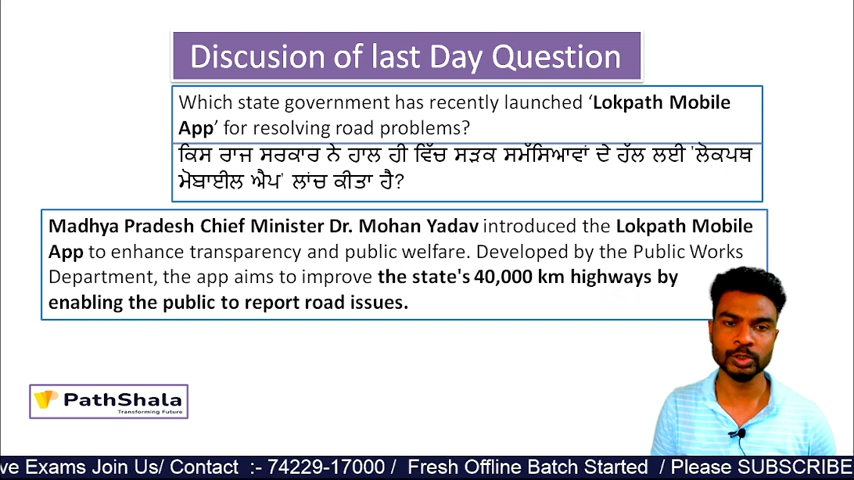 Discusion of last Day Question
Which state government has recently launched ‘Lokpath Mobile
App’ for resolving road problems?
ਕਿਸ ਰਾਜ ਸਰਕਾਰ ਨੇ ਹਾਲ ਹੀ ਵਿੱਚ ਸੜਕ ਸਮੱਸਿਆਵਾਂ ਦੇ ਹੱਲ ਲਈ 'ਲੋਕਪਥ
ਮੋਬਾਈਲ ਐਪ' ਲਾਂਚ ਕੀਤਾ ਹੈ?
Madhya Pradesh Chief Minister Dr. Mohan Yadav introduced the Lokpath Mobile
App to enhance transparency and public welfare. Developed by the Public Works
Department, the app aims to improve the state's 40,000 km highways by
enabling the public to report road issues.
PathShala
Transforming Future
ve Exams Join Us/ Contact :- 74229-17000 / Fresh Offline Batch Started / Please SUBSCRIBE